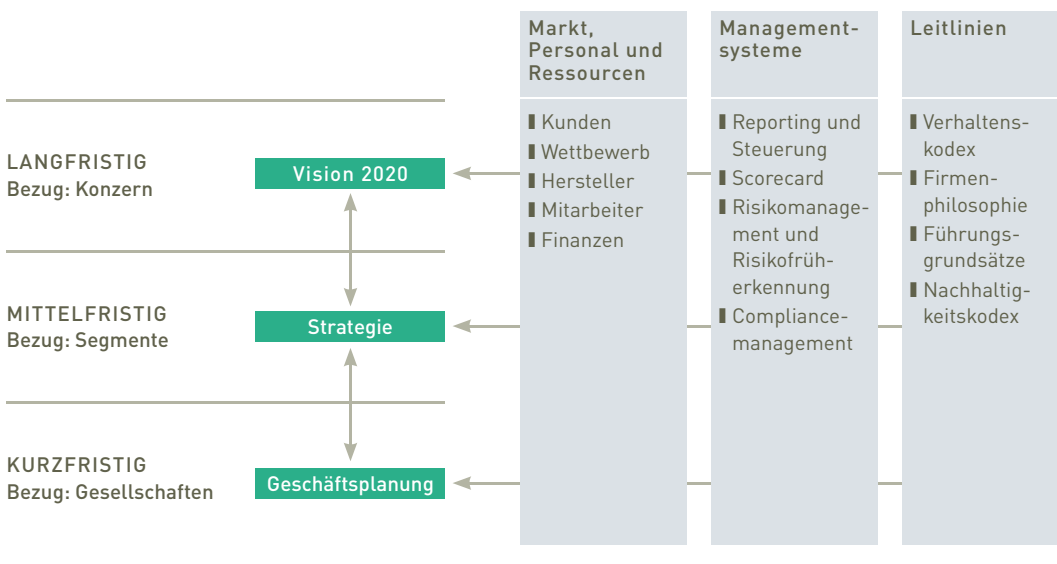 Markt,
Personal und
Ressourcen
Management-
systeme
Leitlinien
LANGFRISTIG
Bezug: Konzern
Vision 2020
MITTELFRISTIG
Bezug: Segmente
Strategie
KURZFRISTIG
Bezug: Gesellschaften
Geschäftsplanung
Kunden
Wettbewerb
Hersteller
Mitarbeiter
Finanzen
Reporting und
Steuerung
Scorecard
Risikomanage-
ment und
Risikofrüh-
erkennung
Compliance-
management
Verhaltens-
kodex
Firmen-
philosophie
Führungs-
grundsätze
Nachhaltig-
keitskodex